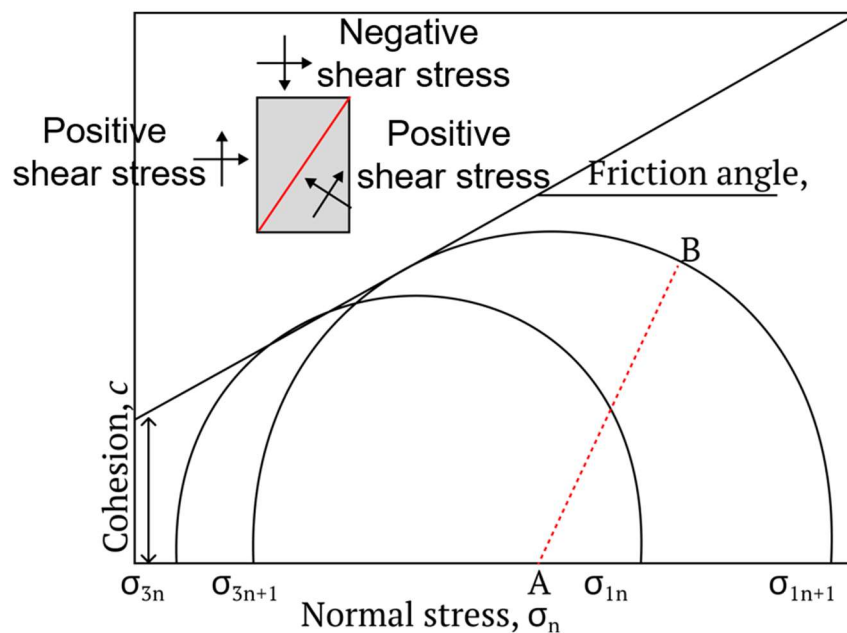 Negative
shear stress
Positive
shear stress
Positive
shear stress
Friction angle,
B
Cohesion, c
σ3n
σ3n+1
A
σ1n
σ1n+1
Normal stress, σn